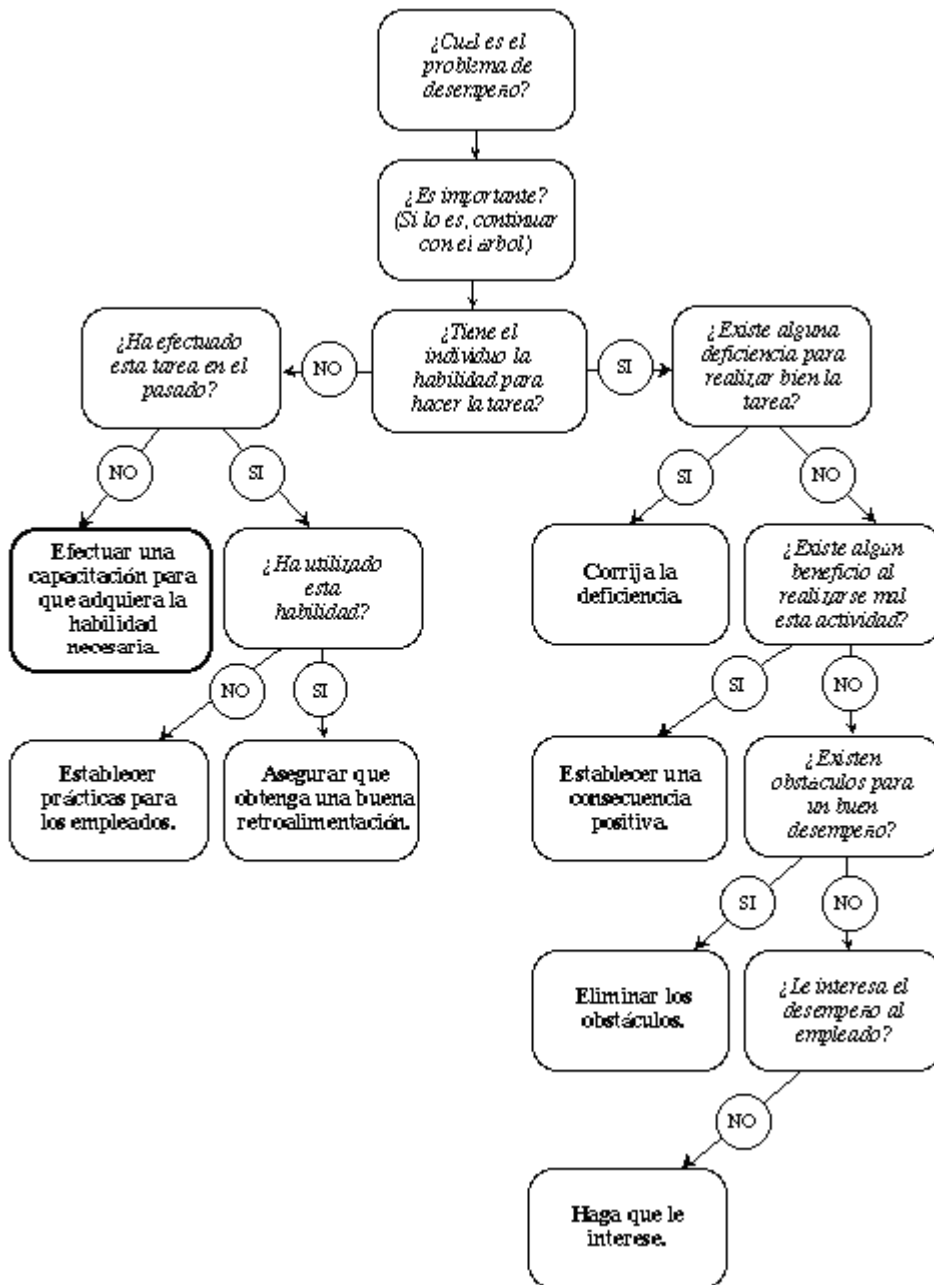 ¿Cuál es el
problema de
desempeño?
¿Es importante?
(Si lo es, continuar
con el árbol)
¿Ha efectuado
esta tarea en el
pasado?
NO
¿Tiene el
individuo la
habilidad para
hacer la tarea?
SI
¿Existe alguna
deficiencia para
realizar bien la
tarea?
NO
SI
SI
NO
Efectuar una
capacitación para
que adquiera la
habilidad
necesaria.
¿Ha utilizado
esta
habilidad?
Corrija la
deficiencia.
¿Existe algún
beneficio al
realizarse mal
esta actividad?
NO
SI
SI
NO
Establecer
prácticas para
los empleados.
Asegurar que
obtenga una buena
retroalimentación.
Establecer una
consecuencia
positiva.
¿Existen
obstáculos para
un buen
desempeño?
SI
NO
Eliminar los
obstáculos.
¿Le interesa el
desempeño al
empleado?
NO
Haga que le
interese.